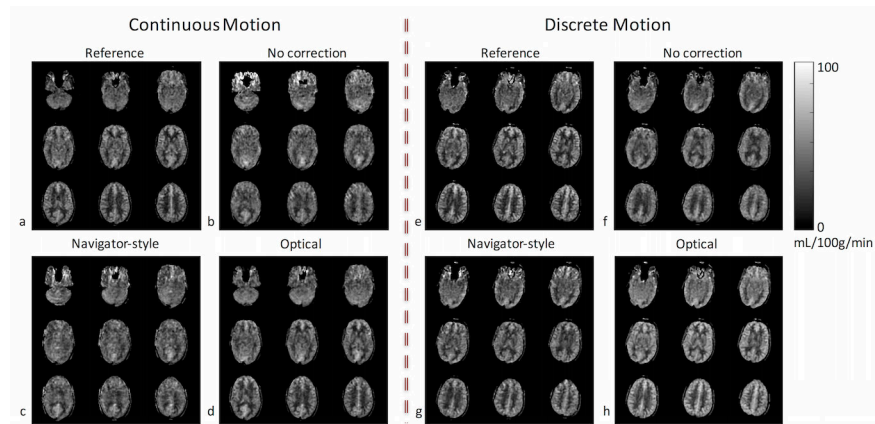 Continuous Motion
Discrete Motion
Reference
No correction
Reference
No correction
100
a
b
e
f
0
mL/100g/min
Navigator-style
Optical
Navigator-style
Optical
c
d
g
h